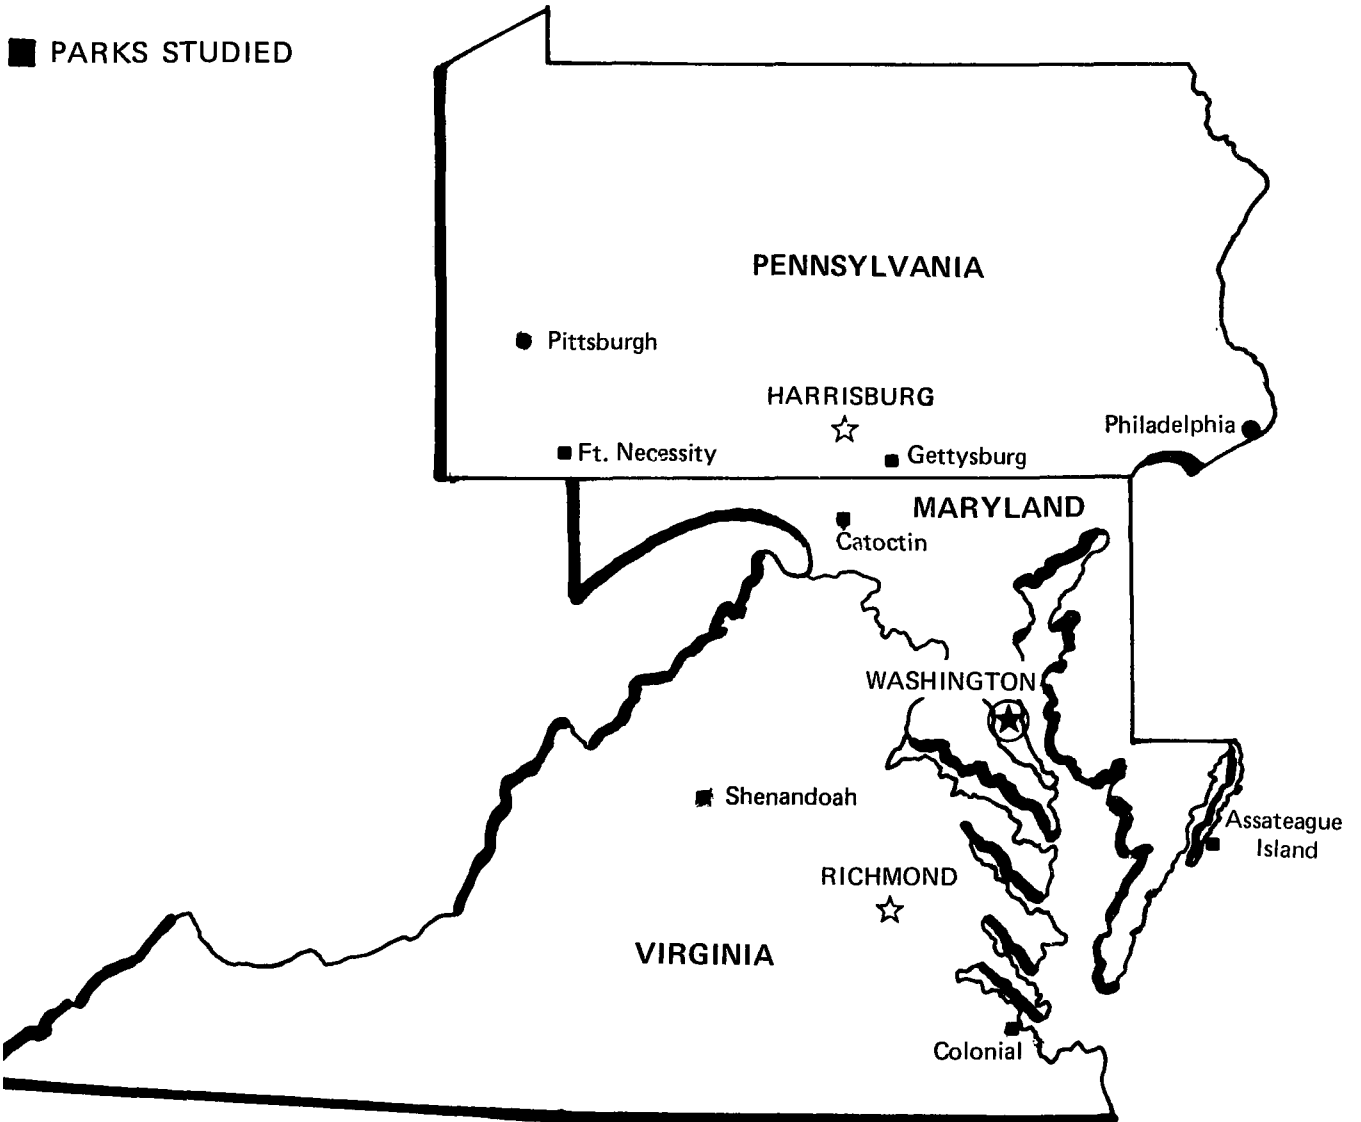 PARKS STUDIED
PENNSYLVANIA
Pittsburgh
HARRISBURG
Philadelphia
Ft. Necessity
Gettysburg
MARYLAND
Catoctin
WASHINGTON
Shenandoah
Assateague
Island
RICHMOND
VIRGINIA
Colonial